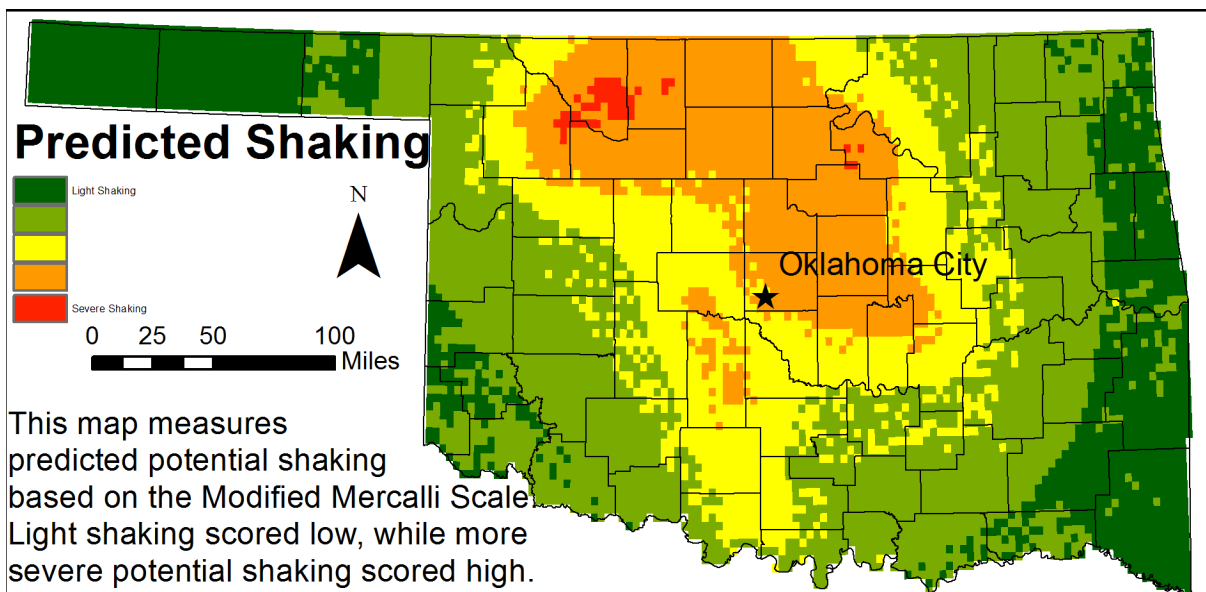 Predicted Shaking
Light Shaking
Severe Shaking
N
0 25 50 100
Miles
Oklahoma City
This map measures
predicted potential shaking
based on the Modified Mercalli Scale.
Light shaking scored low, while more
severe potential shaking scored high.